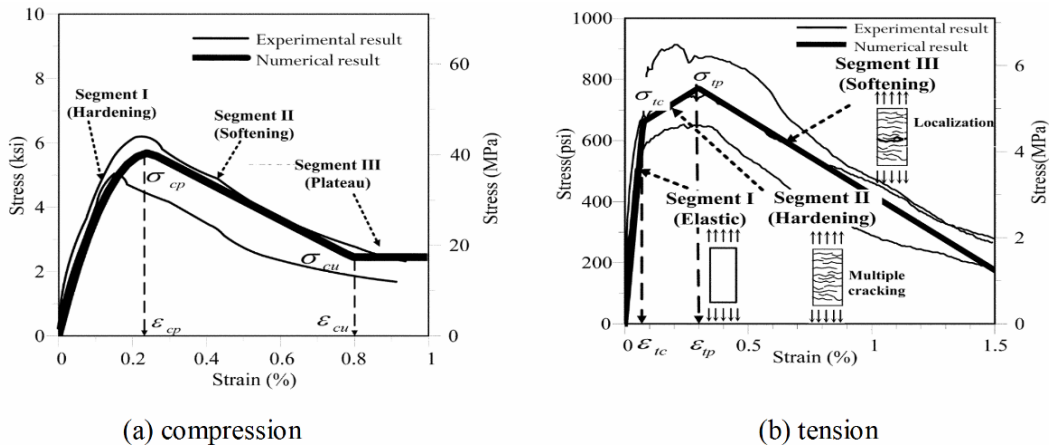 10
8
6
4
2
0
Stress (ksi)
0
0.2
0.4
0.6
0.8
1
Strain (%)
60
40
20
0
Stress (MPa)
Experimental result
Numerical result
Segment I
(Hardening)
Segment II
(Softening)
Segment III
(Plateau)
σcp
σcu
εcp
εcu
(a) compression
1000
800
600
400
200
0
Stress(psi)
0
0.5
1
1.5
Strain (%)
6
4
2
0
Stress (MPa)
Experimental result
Numerical result
Segment III
(Softening)
σtp
σtc
Localization
Segment I
(Elastic)
Segment II
(Hardening)
Multiple
cracking
εtc
εtp
(b) tension